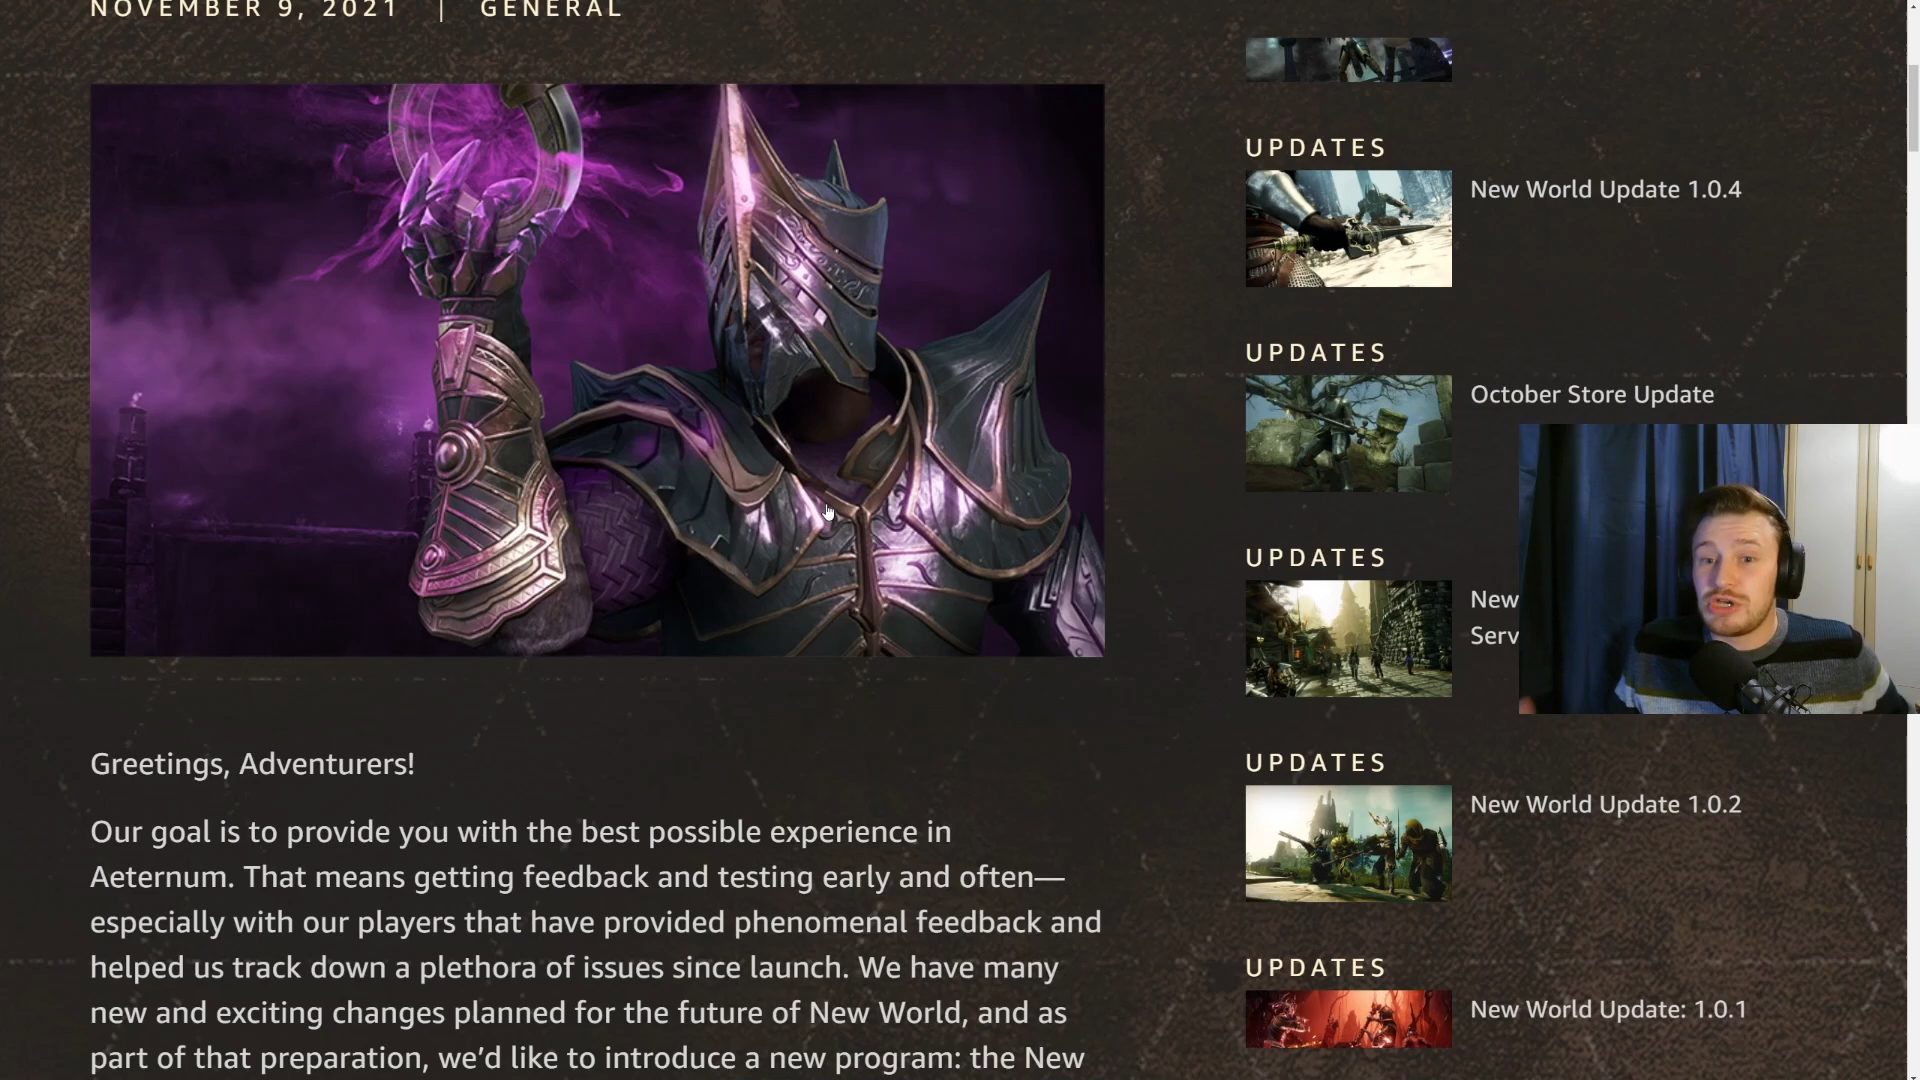 NOVEMBER 9, 2021 | GENERAL
Greetings, Adventurers!
Our goal is to provide you with the best possible experience in
Aeternum. That means getting feedback and testing early and often—
especially with our players that have provided phenomenal feedback and
helped us track down a plethora of issues since launch. We have many
new and exciting changes planned for the future of New World, and as
part of that preparation, we’d like to introduce a new program: the New
UPDATES
New World Update 1.0.4
UPDATES
October Store Update
UPDATES
New
Serv
UPDATES
New World Update 1.0.2
UPDATES
New World Update: 1.0.1